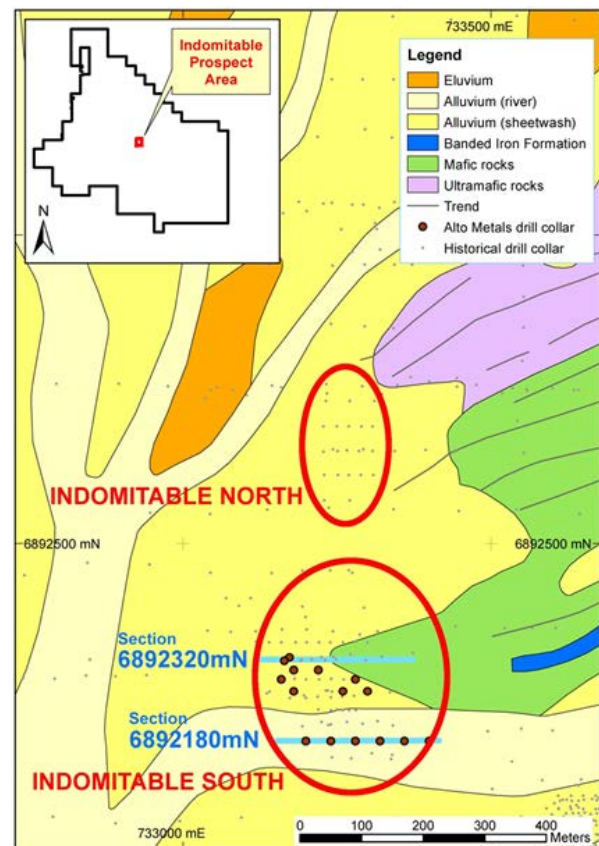 733500 mE
Indomitable
Prospect
Area
N
Legend
Eluvium
Alluvium (river)
Alluvium (sheetwash)
Banded Iron Formation
Mafic rocks
Ultramafic rocks
Trend
Alto Metals drill collar
Historical drill collar
INDOMITABLE NORTH
6892500 mN
6892500 mN
Section
6892320mN
Section
6892180mN
INDOMITABLE SOUTH
733000 mE
0 100 200 300 400
Meters